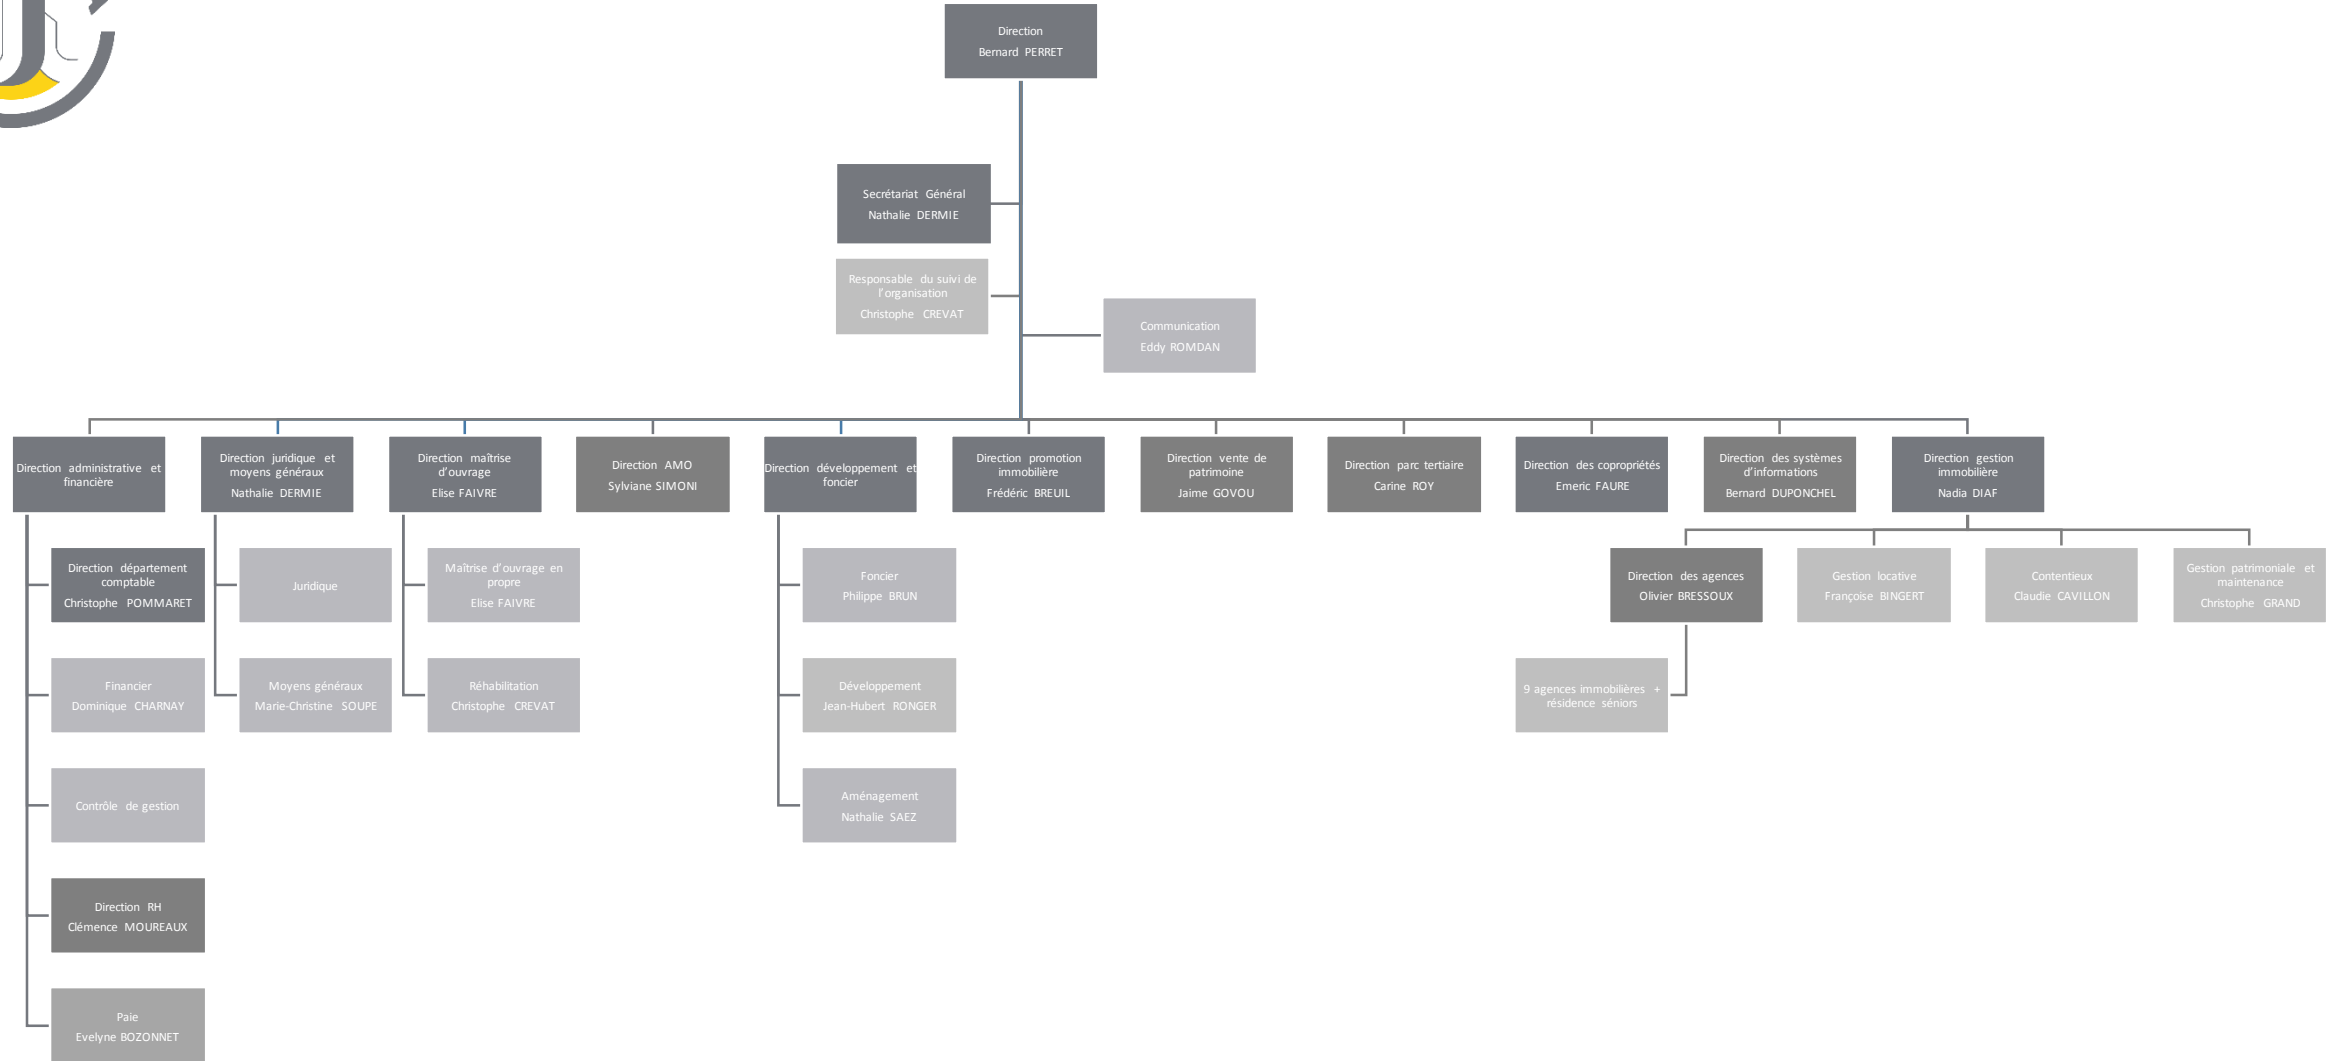 Direction
Bernard PERRET
Secrétariat Général
Nathalie DERMIE
Responsable du suivi de
l'organisation
Christophe CREVAT
Communication
Eddy ROMDAN
Direction administrative et
financière
Direction juridique et
moyens généraux
Nathalie DERMIE
Direction maîtrise
d'ouvrage
Elise FAIVRE
Direction AMO
Sylviane SIMONI
Direction développement et
foncier
Direction promotion
immobilière
Frédéric BREUIL
Direction vente de
patrimoine
Jaime GOVOU
Direction parc tertiaire
Carine ROY
Direction des copropriétés
Emeric FAURE
Direction des systèmes
d'informations
Bernard DUPONCHEL
Direction gestion
immobilière
Nadia DIAF
Direction département
comptable
Christophe POMMARET
Juridique
Maîtrise d'ouvrage en
propre
Elise FAIVRE
Foncier
Philippe BRUN
Direction des agences
Olivier BRESSOUX
Gestion locative
Françoise BINGERT
Contentieux
Claudie CAVILLON
Gestion patrimoniale et
maintenance
Christophe GRAND
Financier
Dominique CHARNAY
Moyens généraux
Marie-Christine SOUPE
Réhabilitation
Christophe CREVAT
Développement
Jean-Hubert RONGER
9 agences immobilières +
résidence séniors
Contrôle de gestion
Aménagement
Nathalie SAEZ
Direction RH
Clémence MOUREAUX
Paie
Evelyne BOZONNET